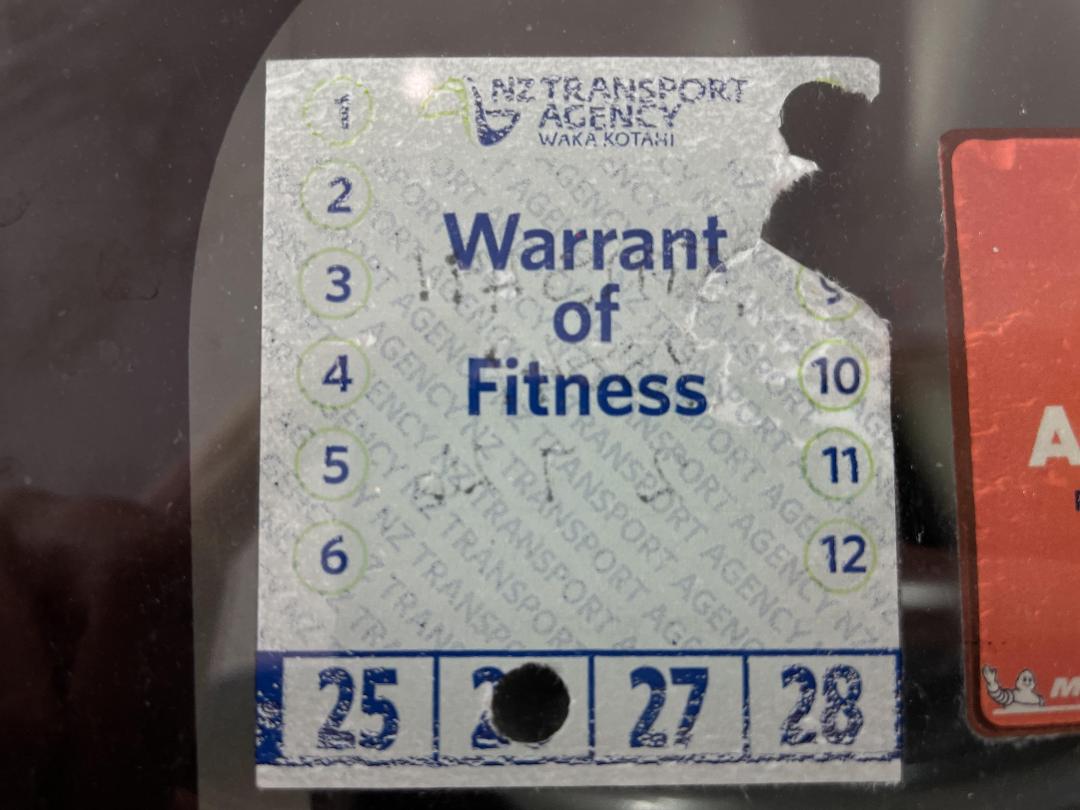 1
NZ TRANSPORT
AGENCY
WAKA KOTAHI
2
Warrant
of
Fitness
3
4
5
6
9
10
11
12
25
27
28
A
M